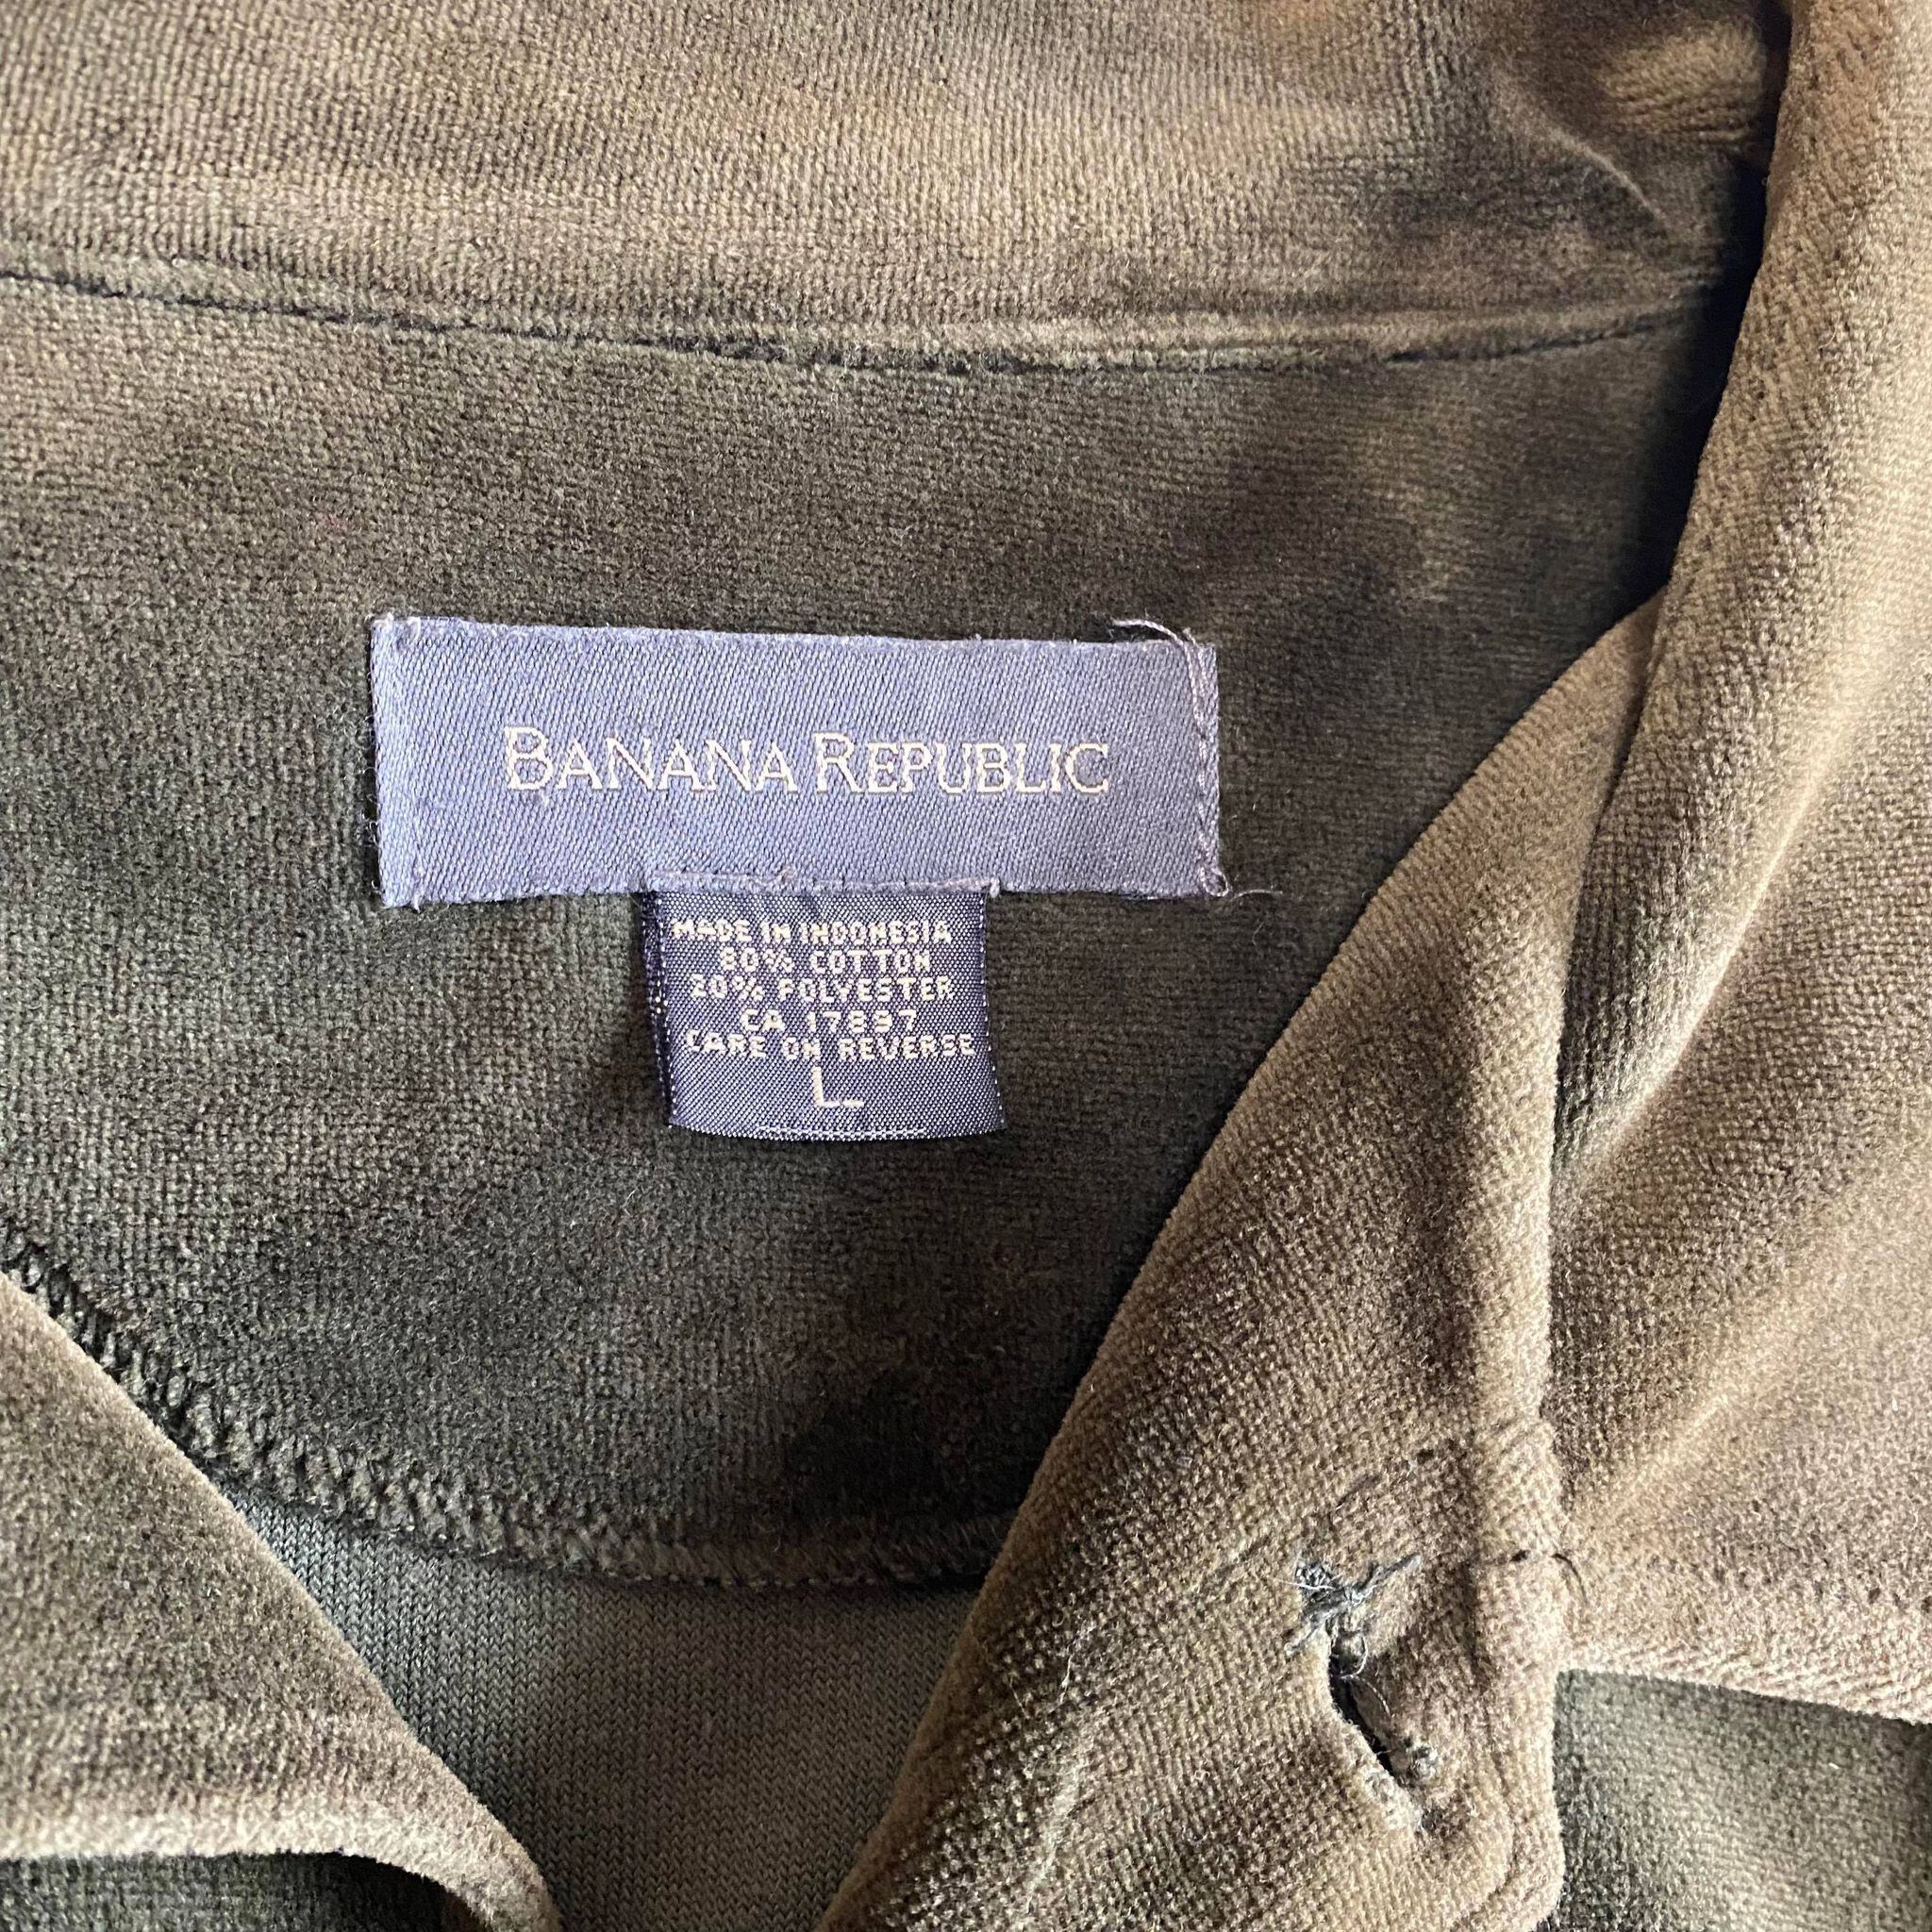 BANANA REPUBLIC
MADE IN INDONESIA
80% COTTON
20% POLYESTER
CA 17897
CARE ON REVERSE
L